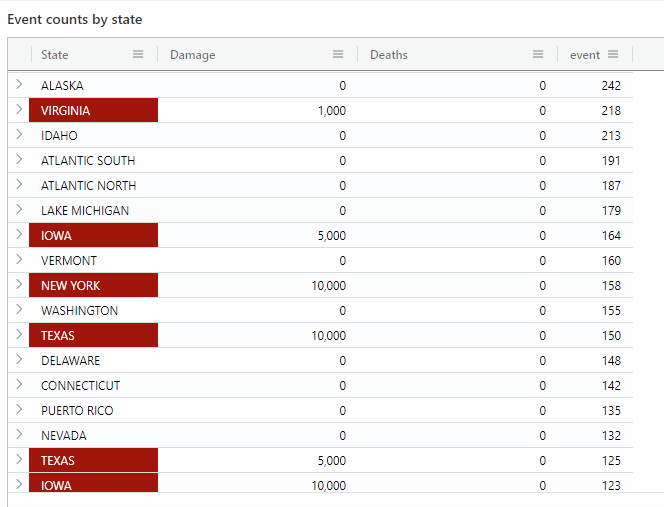 Event counts by state
State Damage Deaths event
ALASKA 0 0 242
VIRGINIA 1,000 0 218
IDAHO 0 0 213
ATLANTIC SOUTH 0 0 191
ATLANTIC NORTH 0 0 187
LAKE MICHIGAN 0 0 179
IOWA 5,000 0 164
VERMONT 0 0 160
NEW YORK 10,000 0 158
WASHINGTON 0 0 155
TEXAS 10,000 0 150
DELAWARE 0 0 148
CONNECTICUT 0 0 142
PUERTO RICO 0 0 135
NEVADA 0 0 132
TEXAS 5,000 0 125
IOWA 10,000 0 123